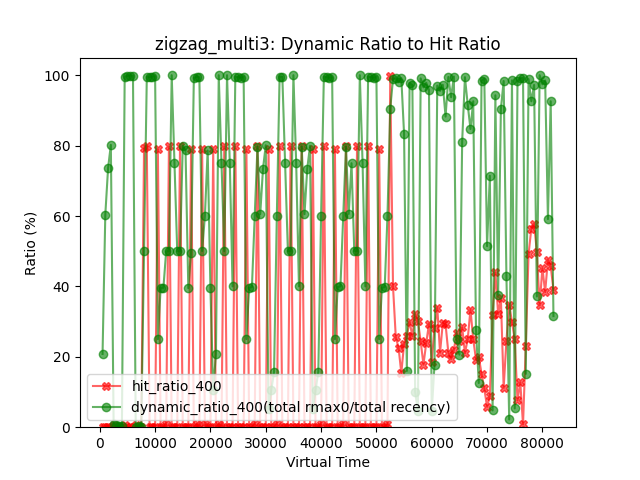 zigzag_multi3: Dynamic Ratio to Hit Ratio
100
80
60
40
20
0
Ratio (%)
hit_ratio_400
dynamic_ratio_400(total rmax0/total recency)
0 10000 20000 30000 40000 50000 60000 70000 80000
Virtual Time